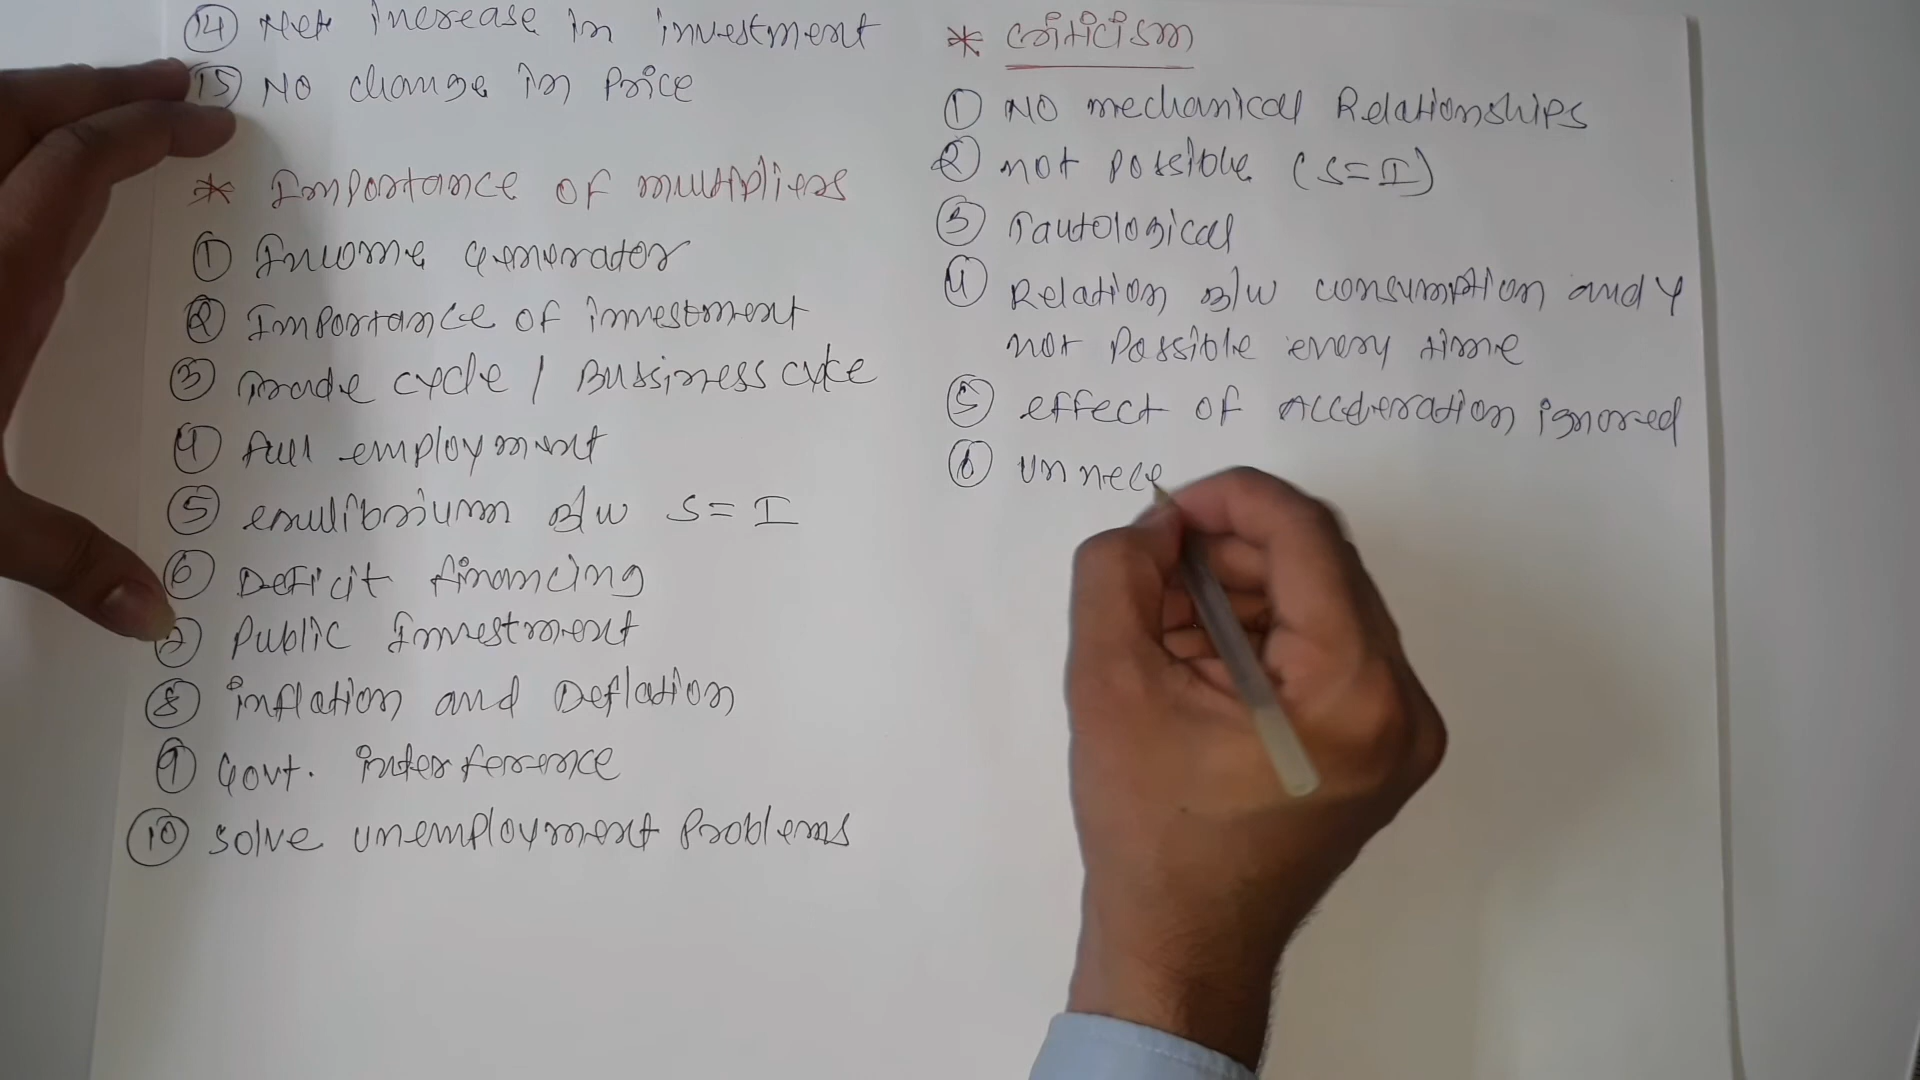 14 Net increase in investment
15 No change in Price
* Importance of multipliers
1 Income Generator
2 Importance of investment
3 Trade cycle / Bussiness cycle
4 full employment
5 enulibrium b/w S = I
6 Deficit financing
7 Public Investment
8 inflation and Deflation
9 Govt. interference
10 Solve unemployment Problems
* Criticism
1 No mechanical Relationships
2 not possible (S = I)
3 Tautological
4 Relation b/w consumption and Y
not Possible every time
5 effect of Acceleration ignored
6 un nece